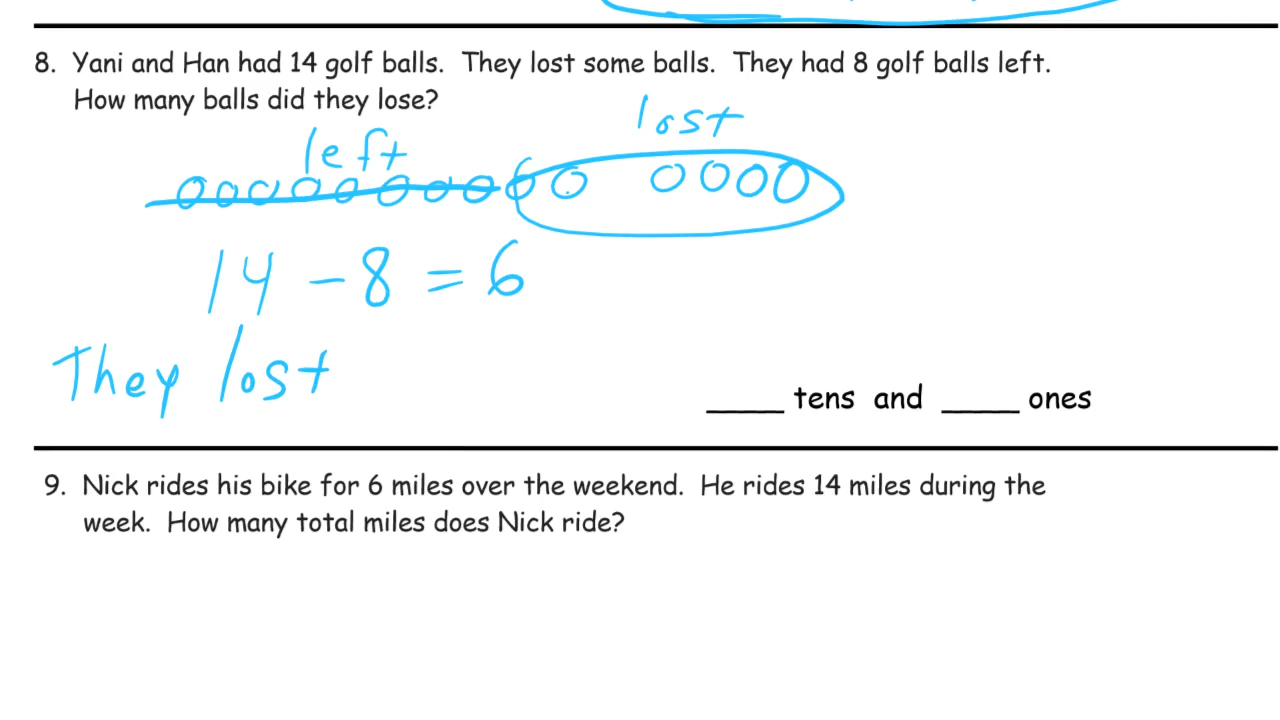 8. Yani and Han had 14 golf balls. They lost some balls. They had 8 golf balls left.
How many balls did they lose?
left
lost
14 - 8 = 6
They lost
____ tens and ____ ones
9. Nick rides his bike for 6 miles over the weekend. He rides 14 miles during the
week. How many total miles does Nick ride?